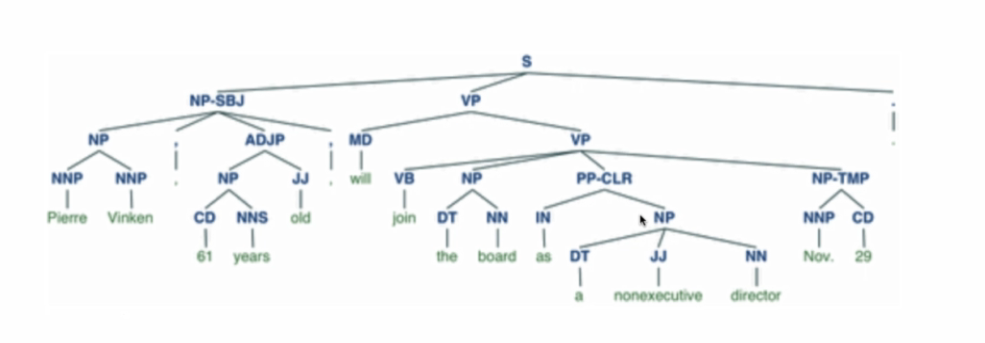 S
NP-SBJ VP .
NP , ADJP , MD VP .
NNP NNP , NP JJ , will VB NP PP-CLR NP-TMP
Pierre Vinken CD NNS old join DT NN IN NP NNP CD
61 years the board as DT JJ NN Nov. 29
a nonexecutive director